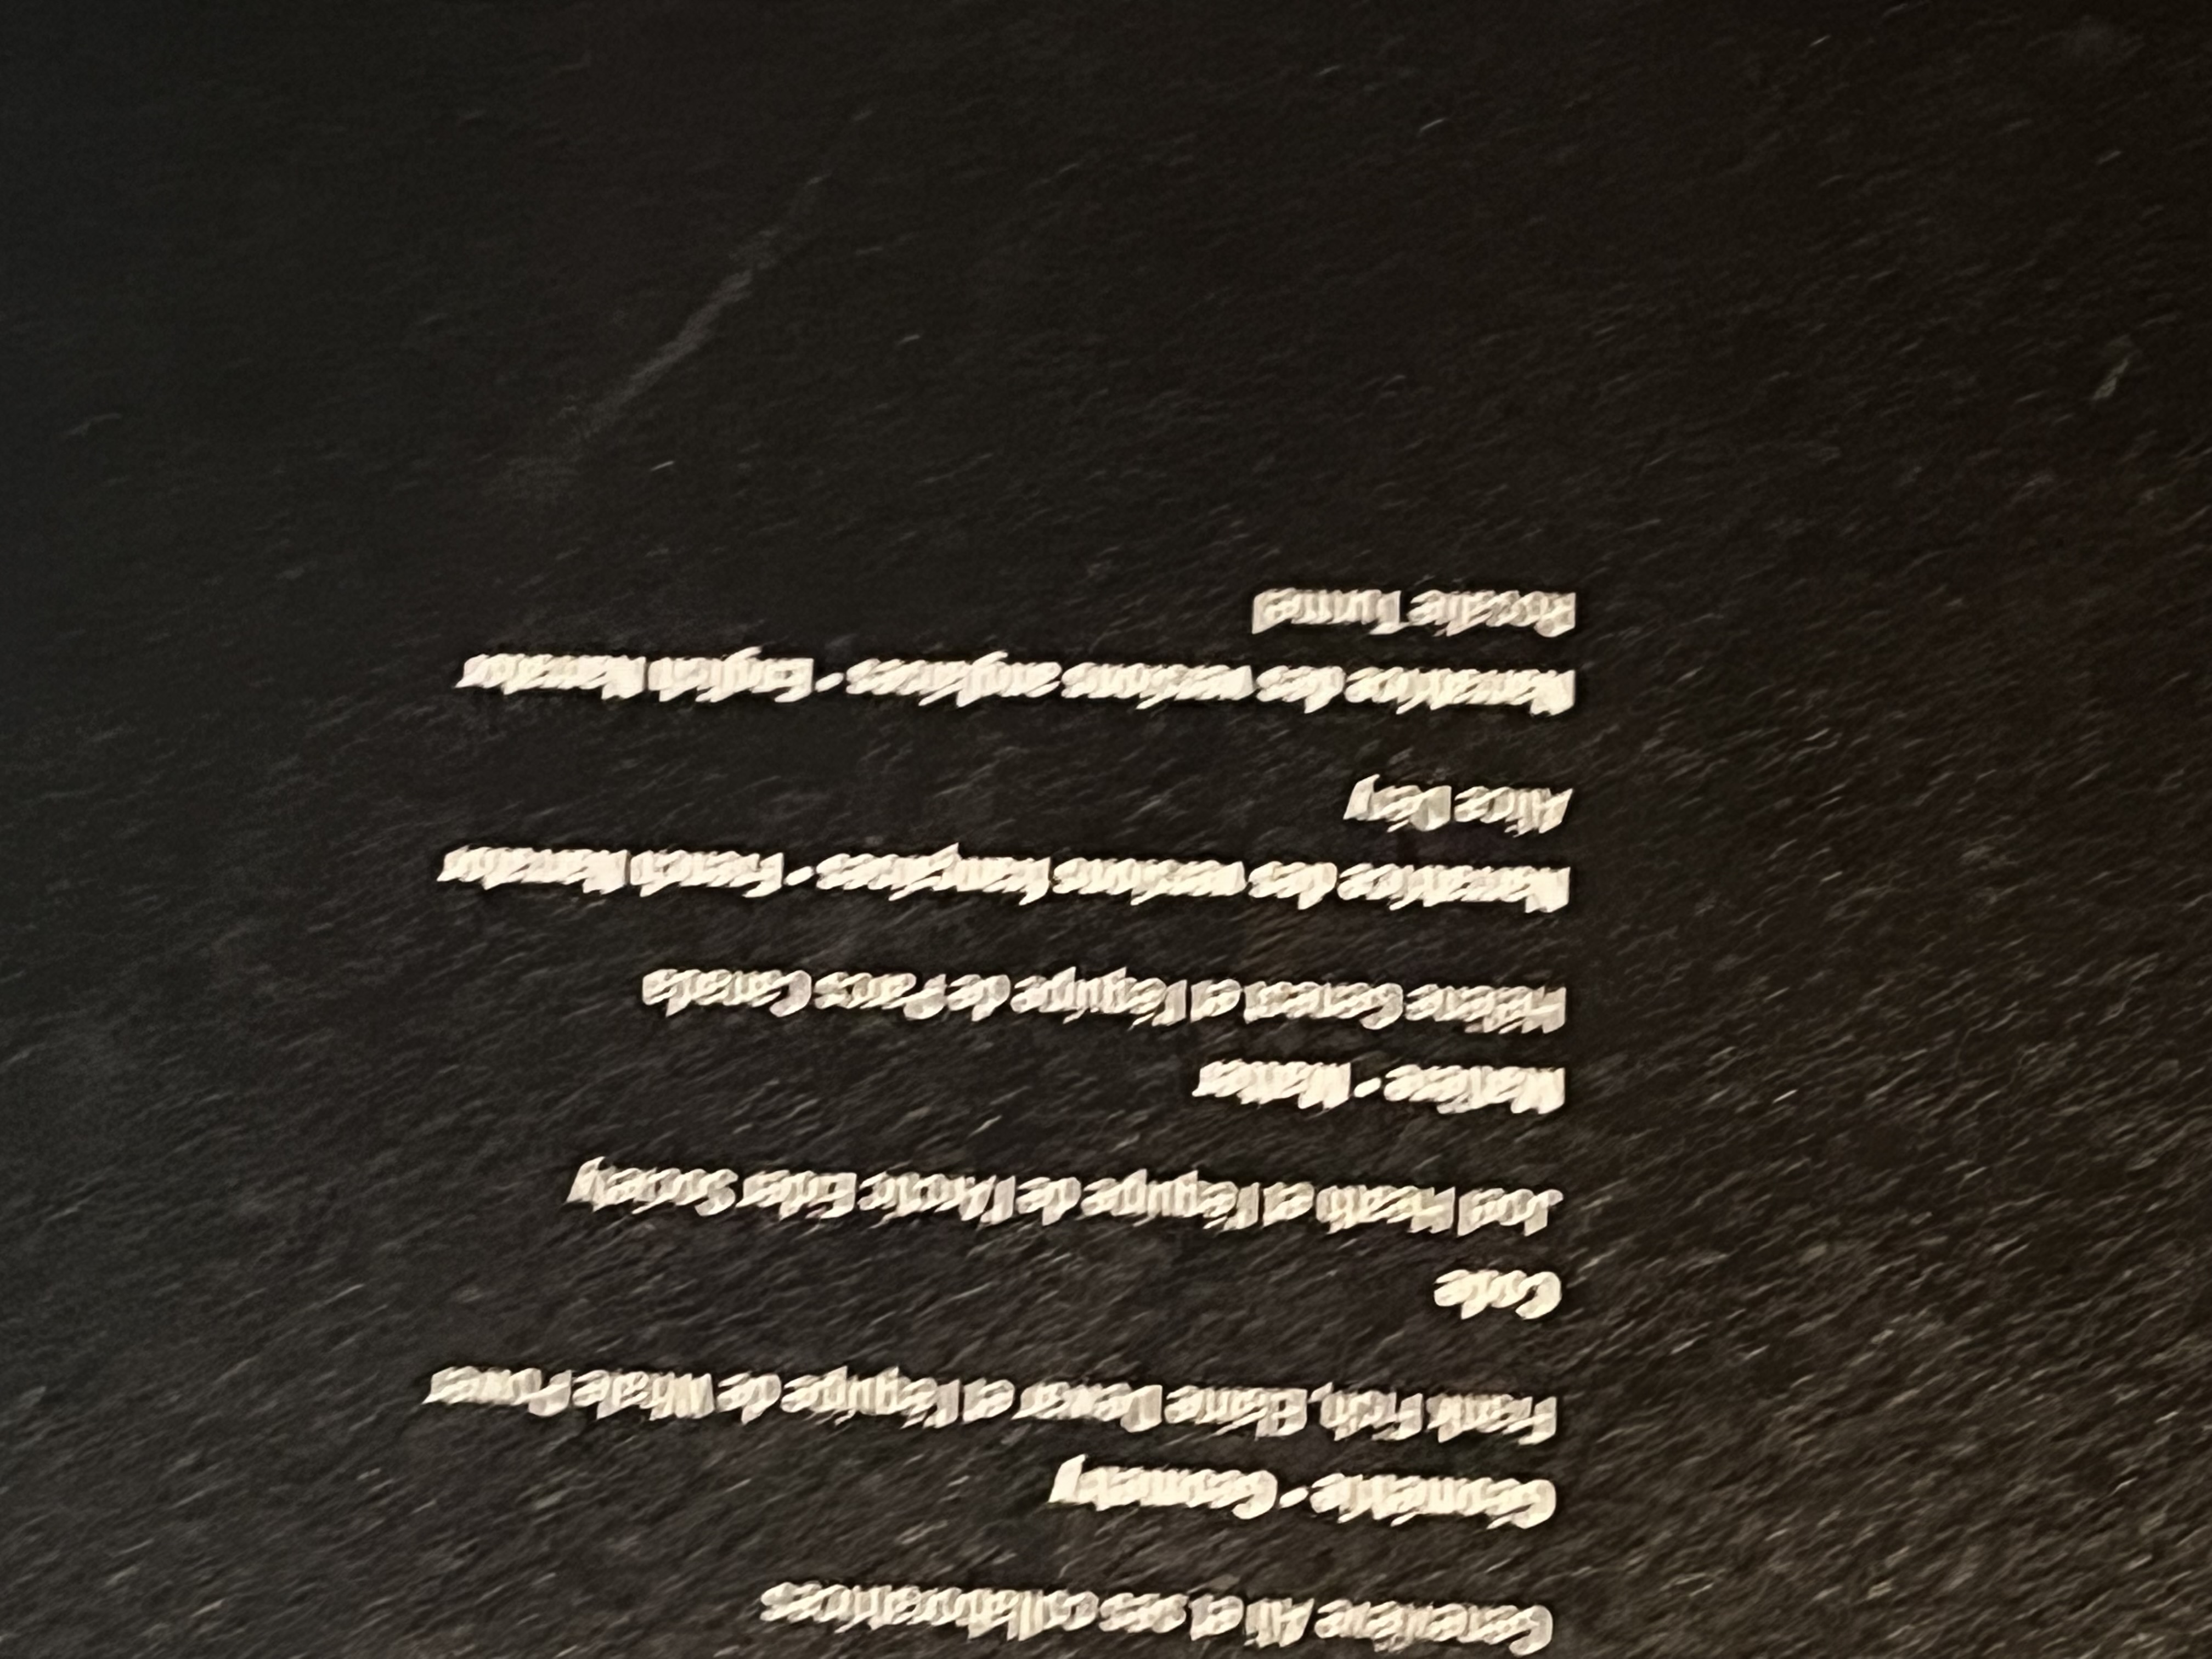 Geneviève Ali et ses collaboratrices
Géométrie - Geometry
Frank Fish, Elaine Dewar et l'équipe de Whale Power
Code
Joel Heath et l'équipe de l'Arctic Eider Society
Matière - Matter
Hélène Genest et l'équipe de Parcs Canada
Narratrice des versions françaises - French Narrator
Alice Déry
Narratrice des versions anglaises - English Narrator
Rosalie Turmel